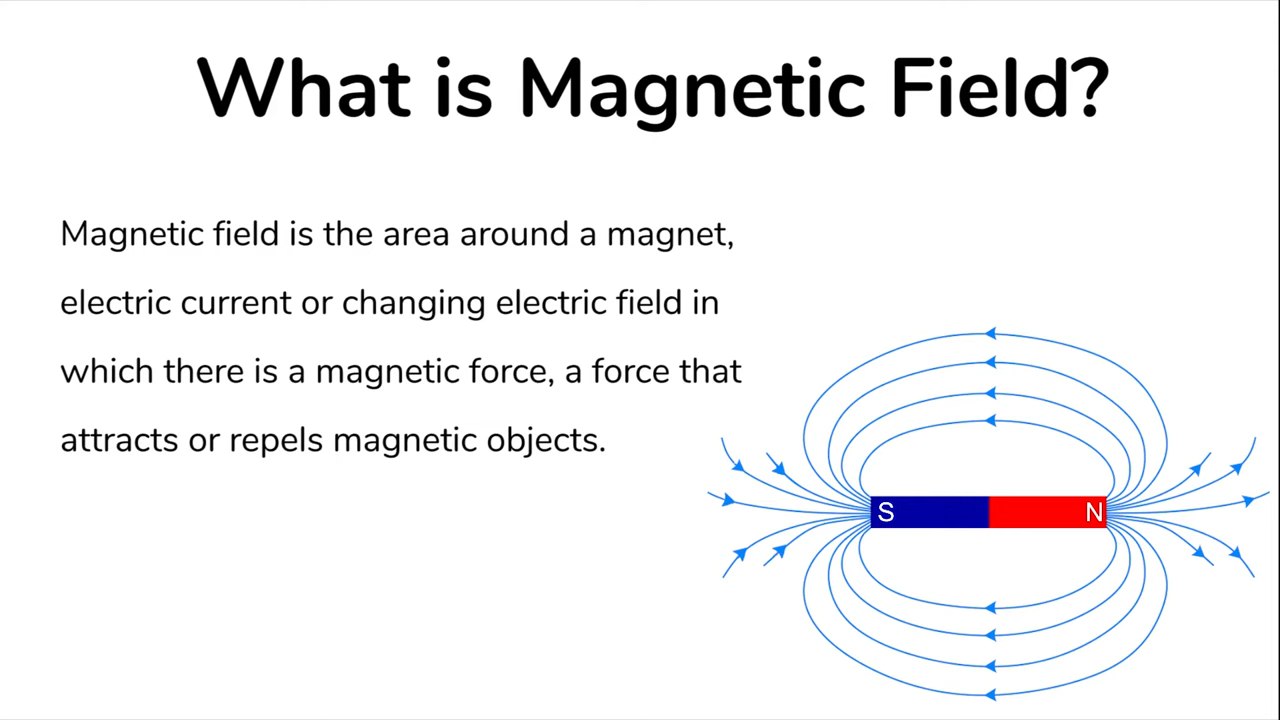 What is Magnetic Field?
Magnetic field is the area around a magnet,
electric current or changing electric field in
which there is a magnetic force, a force that
attracts or repels magnetic objects.
S N